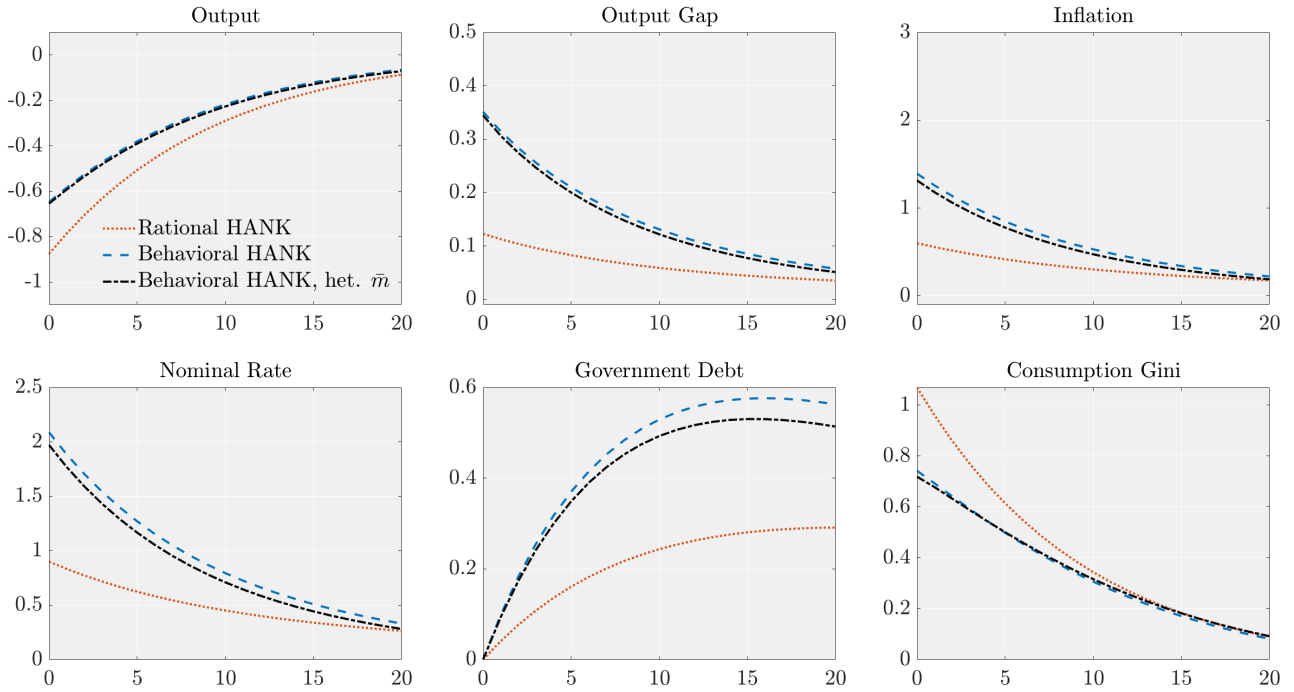 Output
0
-0.2
-0.4
-0.6
-0.8
-1
0 5 10 15 20
Rational HANK
Behavioral HANK
Behavioral HANK, het. m̄
Output Gap
0.5
0.4
0.3
0.2
0.1
0
0 5 10 15 20
Inflation
3
2
1
0
0 5 10 15 20
Nominal Rate
2.5
2
1.5
1
0.5
0
0 5 10 15 20
Government Debt
0.6
0.4
0.2
0
0 5 10 15 20
Consumption Gini
1
0.8
0.6
0.4
0.2
0
0 5 10 15 20